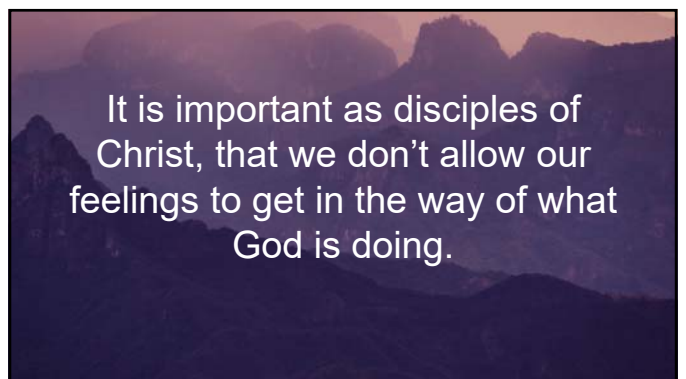 It is important as disciples of
Christ, that we don’t allow our
feelings to get in the way of what
God is doing.